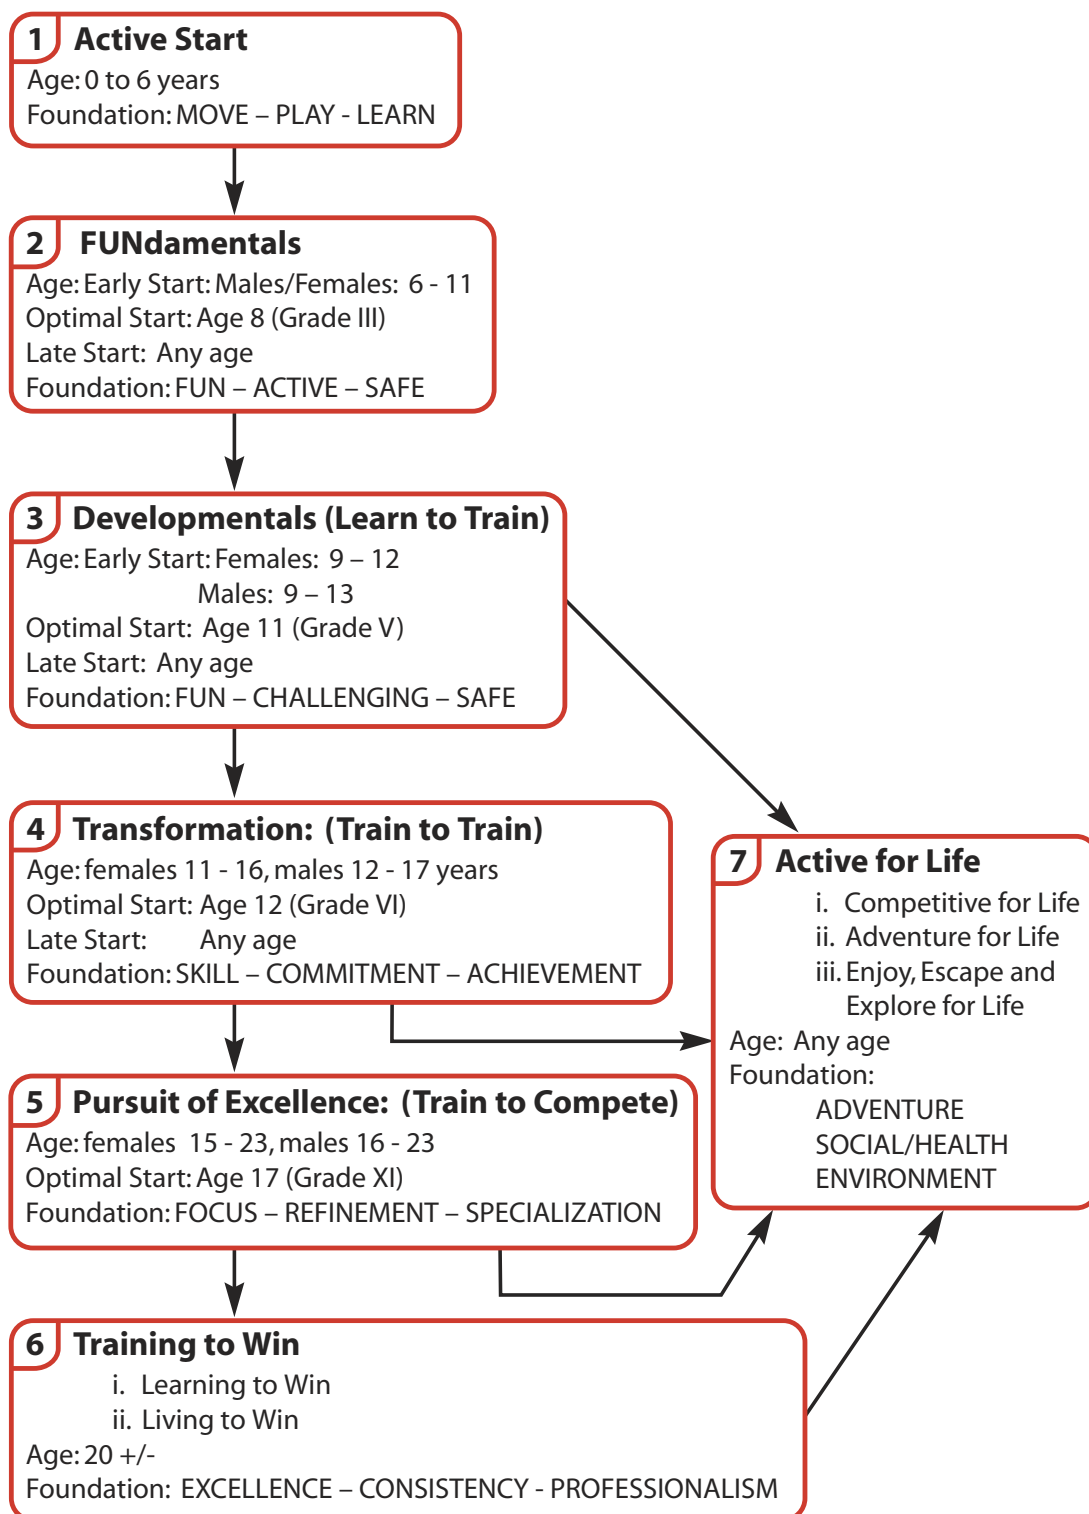 1 Active Start
Age: 0 to 6 years
Foundation: MOVE – PLAY - LEARN
2 FUNdamentals
Age: Early Start: Males/Females: 6 - 11
Optimal Start: Age 8 (Grade III)
Late Start: Any age
Foundation: FUN – ACTIVE – SAFE
3 Developmentals (Learn to Train)
Age: Early Start: Females: 9 – 12
Males: 9 – 13
Optimal Start: Age 11 (Grade V)
Late Start: Any age
Foundation: FUN – CHALLENGING – SAFE
4 Transformation: (Train to Train)
Age: females 11 - 16, males 12 - 17 years
Optimal Start: Age 12 (Grade VI)
Late Start: Any age
Foundation: SKILL – COMMITMENT – ACHIEVEMENT
5 Pursuit of Excellence: (Train to Compete)
Age: females 15 - 23, males 16 - 23
Optimal Start: Age 17 (Grade XI)
Foundation: FOCUS – REFINEMENT – SPECIALIZATION
6 Training to Win
i. Learning to Win
ii. Living to Win
Age: 20 +/-
Foundation: EXCELLENCE – CONSISTENCY - PROFESSIONALISM
7 Active for Life
i. Competitive for Life
ii. Adventure for Life
iii. Enjoy, Escape and
Explore for Life
Age: Any age
Foundation:
ADVENTURE
SOCIAL/HEALTH
ENVIRONMENT